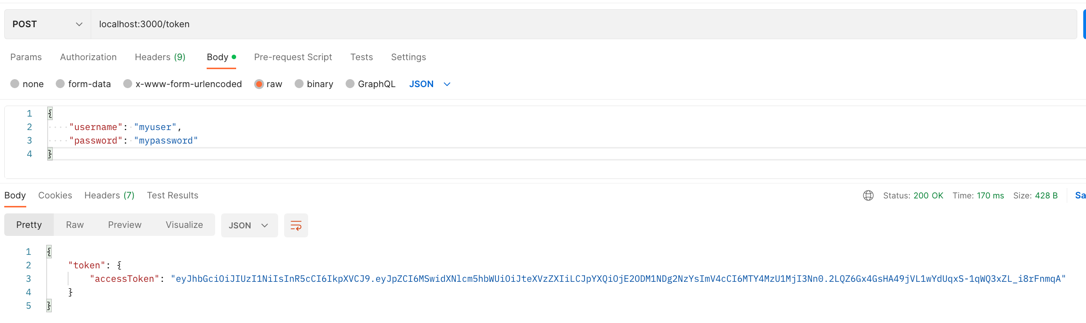 POST localhost:3000/token
Params Authorization Headers (9) Body Pre-request Script Tests Settings
none form-data x-www-form-urlencoded raw binary GraphQL JSON
1 {
2 "username": "myuser",
3 "password": "mypassword"
4 }
Body Cookies Headers (7) Test Results Status: 200 OK Time: 170 ms Size: 428 B Sa
Pretty Raw Preview Visualize JSON
1 {
2 "token": {
3 "accessToken": "eyJhbGciOiJIUzI1NiIsInR5cCI6IkpXVCJ9.eyJpZCI6MSwidXNlcm5hbWUiOiJteXVzZXIiLCJpYXQiOjE2ODM1NDg2NzYsImV4cCI6MTY4MzU1MjI3Nn0.2LQZ6Gx4GsHA49jVL1wYdUqxS-1qWQ3xZL_i8rFnmqA"
4 }
5 }